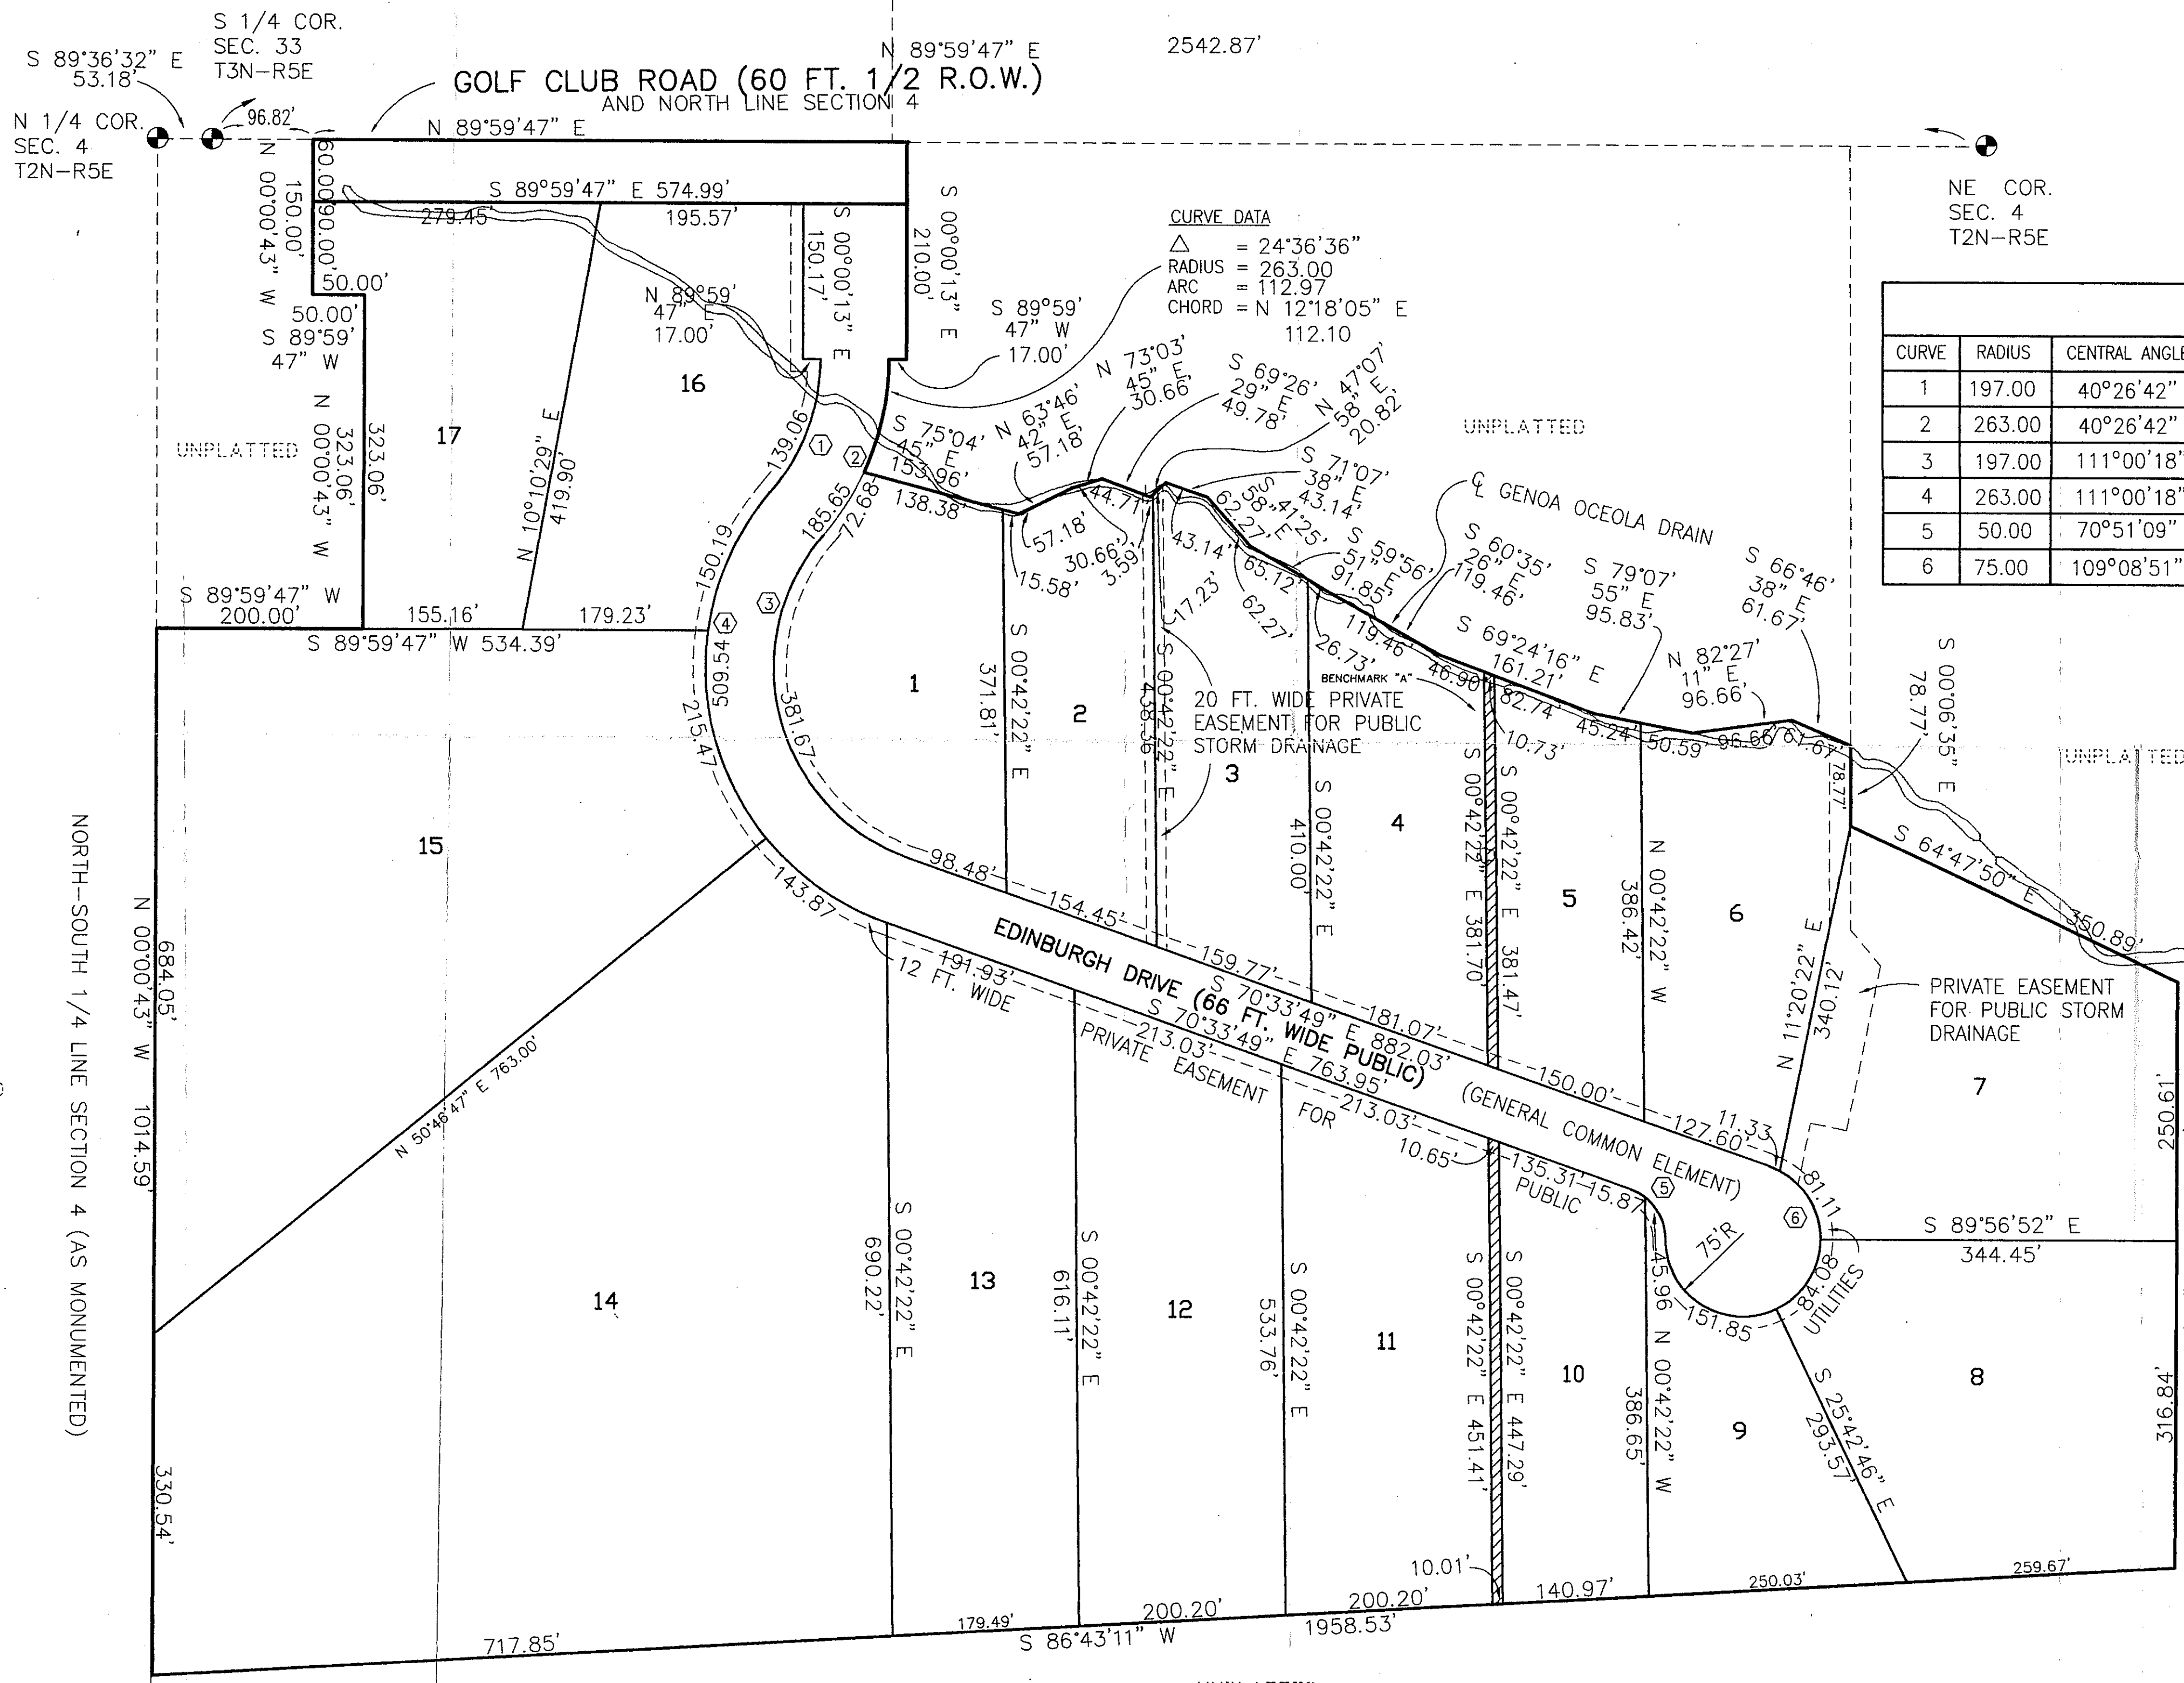 S 1/4 COR.
SEC. 33
T3N-R5E
S 89°36'32" E
53.18'
N 89°59'47" E
2542.87'
GOLF CLUB ROAD (60 FT. 1/2 R.O.W.)
AND NORTH LINE SECTION 4
N 1/4 COR.
SEC. 4
T2N-R5E
96.82'
N 89°59'47" E
NE COR.
SEC. 4
T2N-R5E
N 00°00'43" W
150.00'
60.00'
90.00'
S 89°59'47" E 574.99'
279.45'
195.57'
S 00°00'13" E
150.17'
S 00°00'13" E
210.00'
50.00'
50.00'
S 89°59'
47" W
N 89°59'
47" E
17.00'
S 89°59'
47" W
17.00'
CURVE DATA
△ = 24°36'36"
RADIUS = 263.00
ARC = 112.97
CHORD = N 12°18'05" E
112.10
CURVE RADIUS CENTRAL ANGLE
1 197.00 40°26'42"
2 263.00 40°26'42"
3 197.00 111°00'18"
4 263.00 111°00'18"
5 50.00 70°51'09"
6 75.00 109°08'51"
UNPLATTED
N 00°00'43" W
323.06'
323.06'
17
N 10°10'29" E
419.90'
16
139.06
1
2
S 75°04'
45" E
153.96'
N 63°46'
42" E
57.18'
N 73°03'
45" E
30.66'
S 69°26'
29" E
49.78'
N 47°07'
58" E
20.82'
S 71°07'
38" E
43.14'
S 41°25'
58" E
62.27'
S 59°56'
51" E
91.85'
S 60°35'
26" E
119.46'
S 69°24'16" E
161.21'
S 79°07'
55" E
95.83'
N 82°27'
11" E
96.66'
S 66°46'
38" E
61.67'
S 00°06'35" E
78.77'
UNPLATTED
℄ GENOA OCEOLA DRAIN
138.38'
185.65
72.68
150.19
57.18'
15.58'
30.66'
44.71'
3.59'
43.14'
17.23'
62.27'
65.12'
26.73'
119.46'
46.90'
BENCHMARK "A"
82.74'
10.73'
45.24'
50.59
96.66
61.67'
78.77'
UNPLATTED
S 64°47'50" E
350.89'
S 89°59'47" W
200.00'
155.16'
179.23'
S 89°59'47" W 534.39'
3
4
506.54
381.67
215.47
143.87
1
S 00°42'22" E
371.81'
2
S 00°42'22" E
438.36'
20 FT. WIDE PRIVATE
EASEMENT FOR PUBLIC
STORM DRAINAGE
3
S 00°42'22" E
410.00'
4
S 00°42'22" E 381.70'
S 00°42'22" E 381.47'
5
N 00°42'22" W
386.42'
6
N 11°20'22" E
340.12'
PRIVATE EASEMENT
FOR PUBLIC STORM
DRAINAGE
7
250.61'
15
NORTH-SOUTH 1/4 LINE SECTION 4 (AS MONUMENTED)
N 00°00'43" W 1014.59'
684.05'
330.54'
N 50°46'47" E 763.00'
98.48'
154.45'
159.77'
181.07'
150.00'
127.60'
11.33
EDINBURGH DRIVE (66 FT. WIDE PUBLIC)
(GENERAL COMMON ELEMENT)
S 70°33'49" E 882.03'
S 70°33'49" E 763.95'
191.93'
213.03'
213.03'
10.65'
135.31'
15.87
12 FT. WIDE PRIVATE EASEMENT FOR PUBLIC UTILITIES
5
6
81.11
75'R
84.08
45.96
151.85
S 89°56'52" E
344.45'
14
S 00°42'22" E
690.22'
13
S 00°42'22" E
616.11'
12
S 00°42'22" E
533.76'
11
S 00°42'22" E 451.41'
S 00°42'22" E 447.29'
10
N 00°42'22" W
386.65'
9
S 25°42'46" E
293.57'
8
316.84'
717.85'
179.49'
200.20'
200.20'
10.01'
140.97'
250.03'
259.67'
S 86°43'11" W
1958.53'